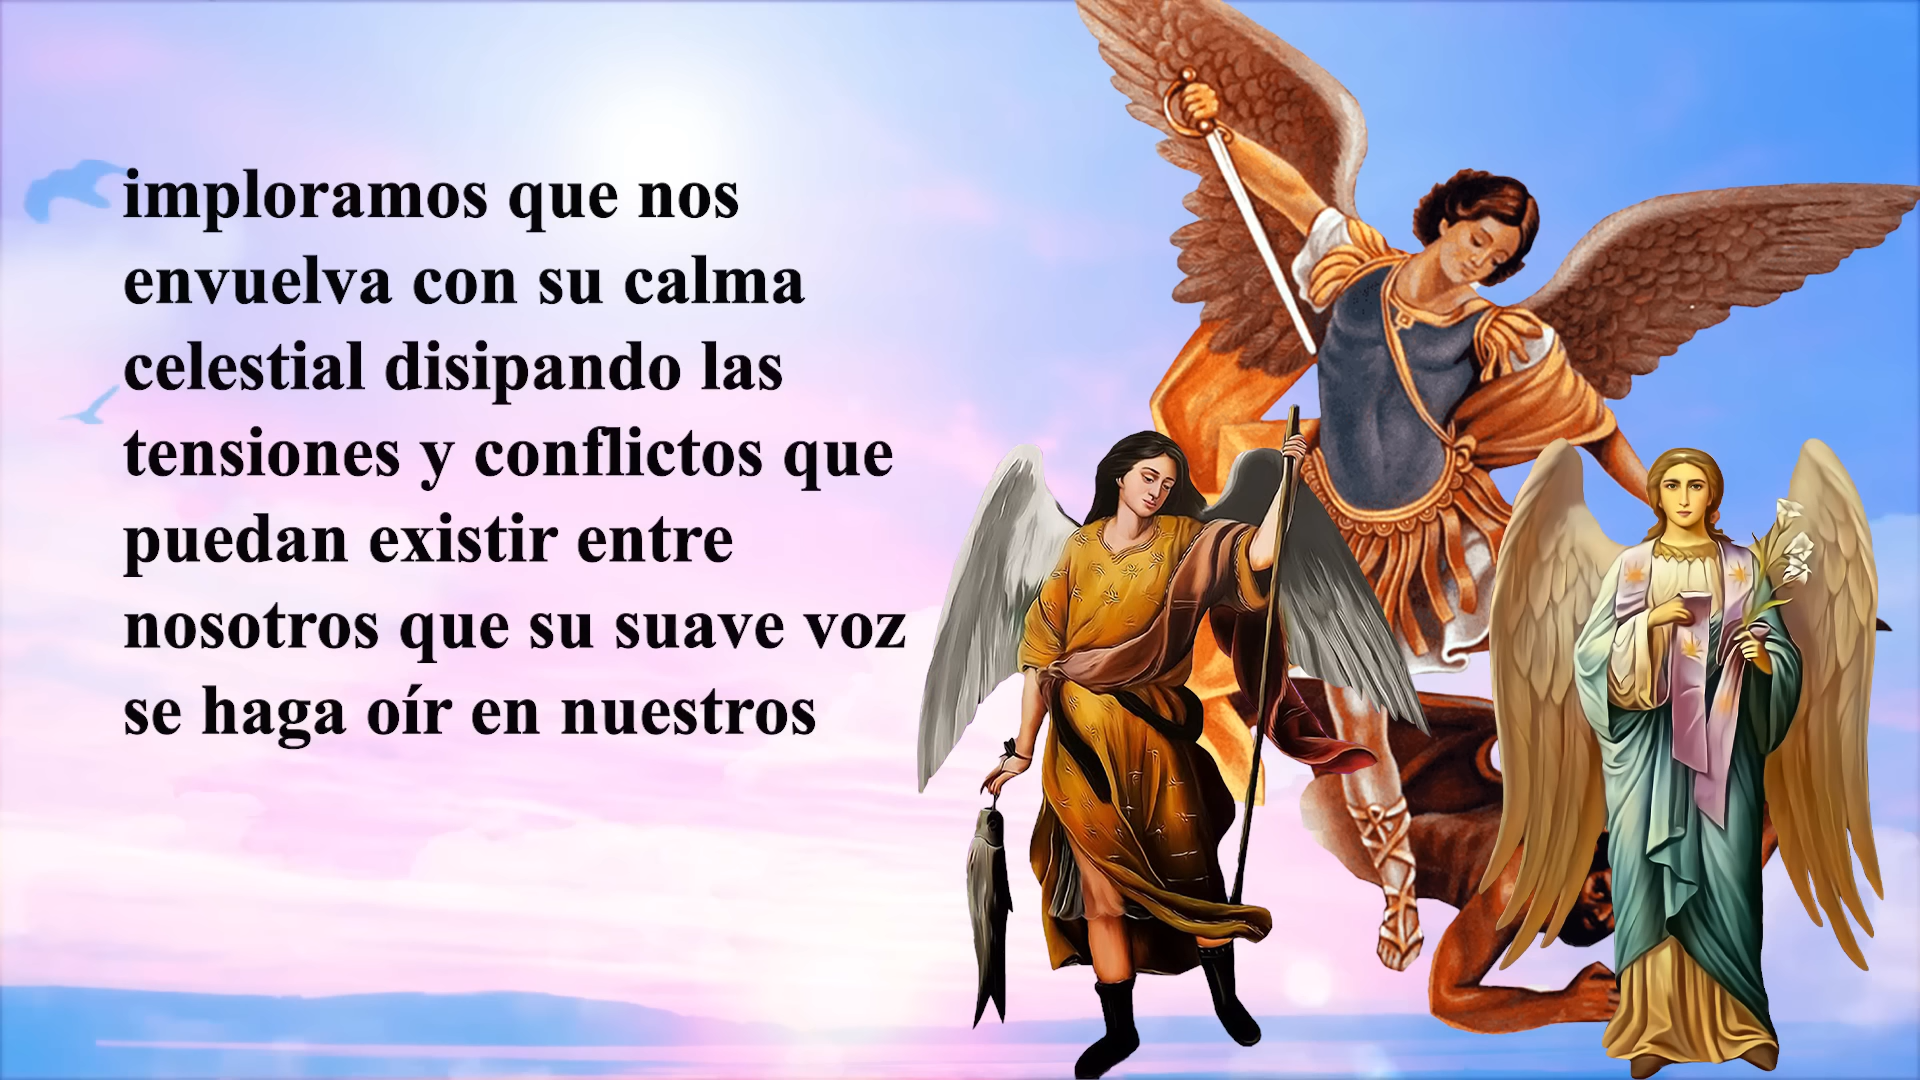 imploramos que nos
envuelva con su calma
celestial disipando las
tensiones y conflictos que
puedan existir entre
nosotros que su suave voz
se haga oír en nuestros